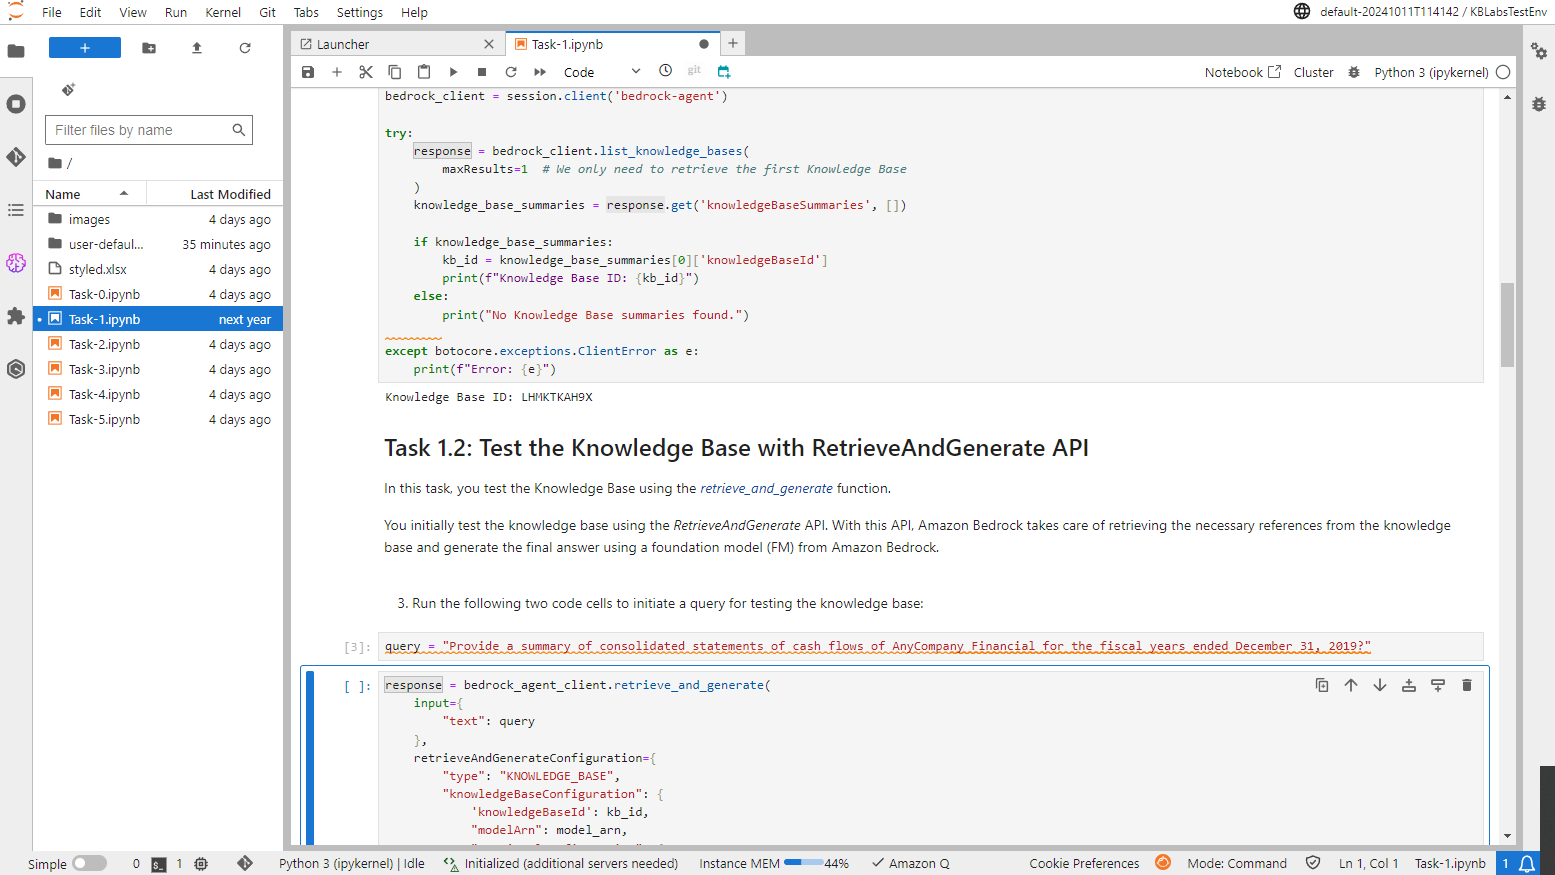 File Edit View Run Kernel Git Tabs Settings Help
default-20241011T114142 / KBLabsTestEnv
Launcher
Task-1.ipynb
Code
git
Notebook
Cluster
Python 3 (ipykernel)
Filter files by name
/
Name Last Modified
images 4 days ago
user-defaul... 35 minutes ago
styled.xlsx 4 days ago
Task-0.ipynb 4 days ago
Task-1.ipynb next year
Task-2.ipynb 4 days ago
Task-3.ipynb 4 days ago
Task-4.ipynb 4 days ago
Task-5.ipynb 4 days ago
bedrock_client = session.client('bedrock-agent')
try:
response = bedrock_client.list_knowledge_bases(
maxResults=1 # We only need to retrieve the first Knowledge Base
)
knowledge_base_summaries = response.get('knowledgeBaseSummaries', [])
if knowledge_base_summaries:
kb_id = knowledge_base_summaries[0]['knowledgeBaseId']
print(f"Knowledge Base ID: {kb_id}")
else:
print("No Knowledge Base summaries found.")
except botocore.exceptions.ClientError as e:
print(f"Error: {e}")
Knowledge Base ID: LHMKTKAH9X
Task 1.2: Test the Knowledge Base with RetrieveAndGenerate API
In this task, you test the Knowledge Base using the retrieve_and_generate function.
You initially test the knowledge base using the RetrieveAndGenerate API. With this API, Amazon Bedrock takes care of retrieving the necessary references from the knowledge
base and generate the final answer using a foundation model (FM) from Amazon Bedrock.
3. Run the following two code cells to initiate a query for testing the knowledge base:
[3]: query = "Provide a summary of consolidated statements of cash flows of AnyCompany Financial for the fiscal years ended December 31, 2019?"
[ ]: response = bedrock_agent_client.retrieve_and_generate(
input={
"text": query
},
retrieveAndGenerateConfiguration={
"type": "KNOWLEDGE_BASE",
"knowledgeBaseConfiguration": {
'knowledgeBaseId': kb_id,
"modelArn": model_arn,
Simple 0 1 Python 3 (ipykernel) | Idle Initialized (additional servers needed) Instance MEM 44% Amazon Q Cookie Preferences Mode: Command Ln 1, Col 1 Task-1.ipynb 1